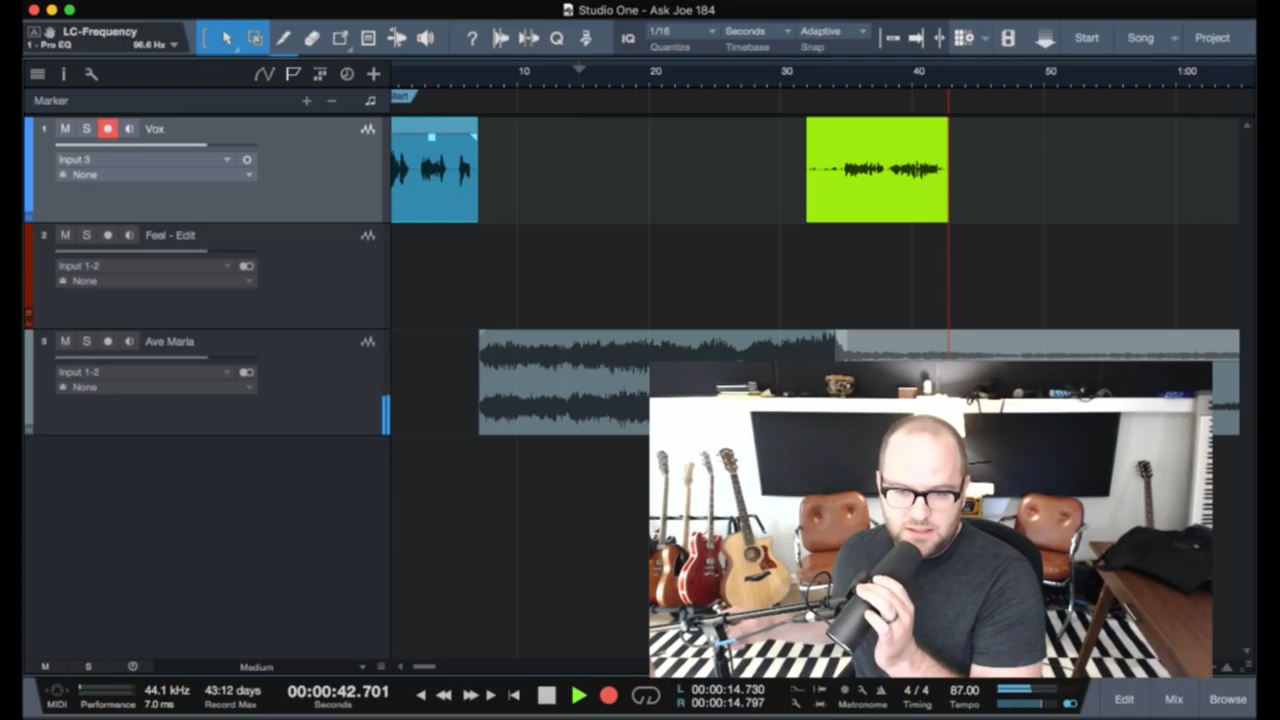 Studio One - Ask Joe 184
LC-Frequency
1 - Pro EQ 96.6 Hz
IQ
1/16
Quantize
Seconds
Timebase
Adaptive
Snap
Start
Song
Project
10
20
30
40
50
1:00
Marker
Start
1 M S Vox
Input 3
None
2 M S Feel - Edit
Input 1-2
None
3 M S Ave Maria
Input 1-2
None
M S Medium
MIDI
Performance
44.1 kHz
7.0 ms
43:12 days
Record Max
00:00:42.701
Seconds
L 00:00:14.730
R 00:00:14.797
Metronome
4 / 4
Timing
87.00
Tempo
Edit
Mix
Browse